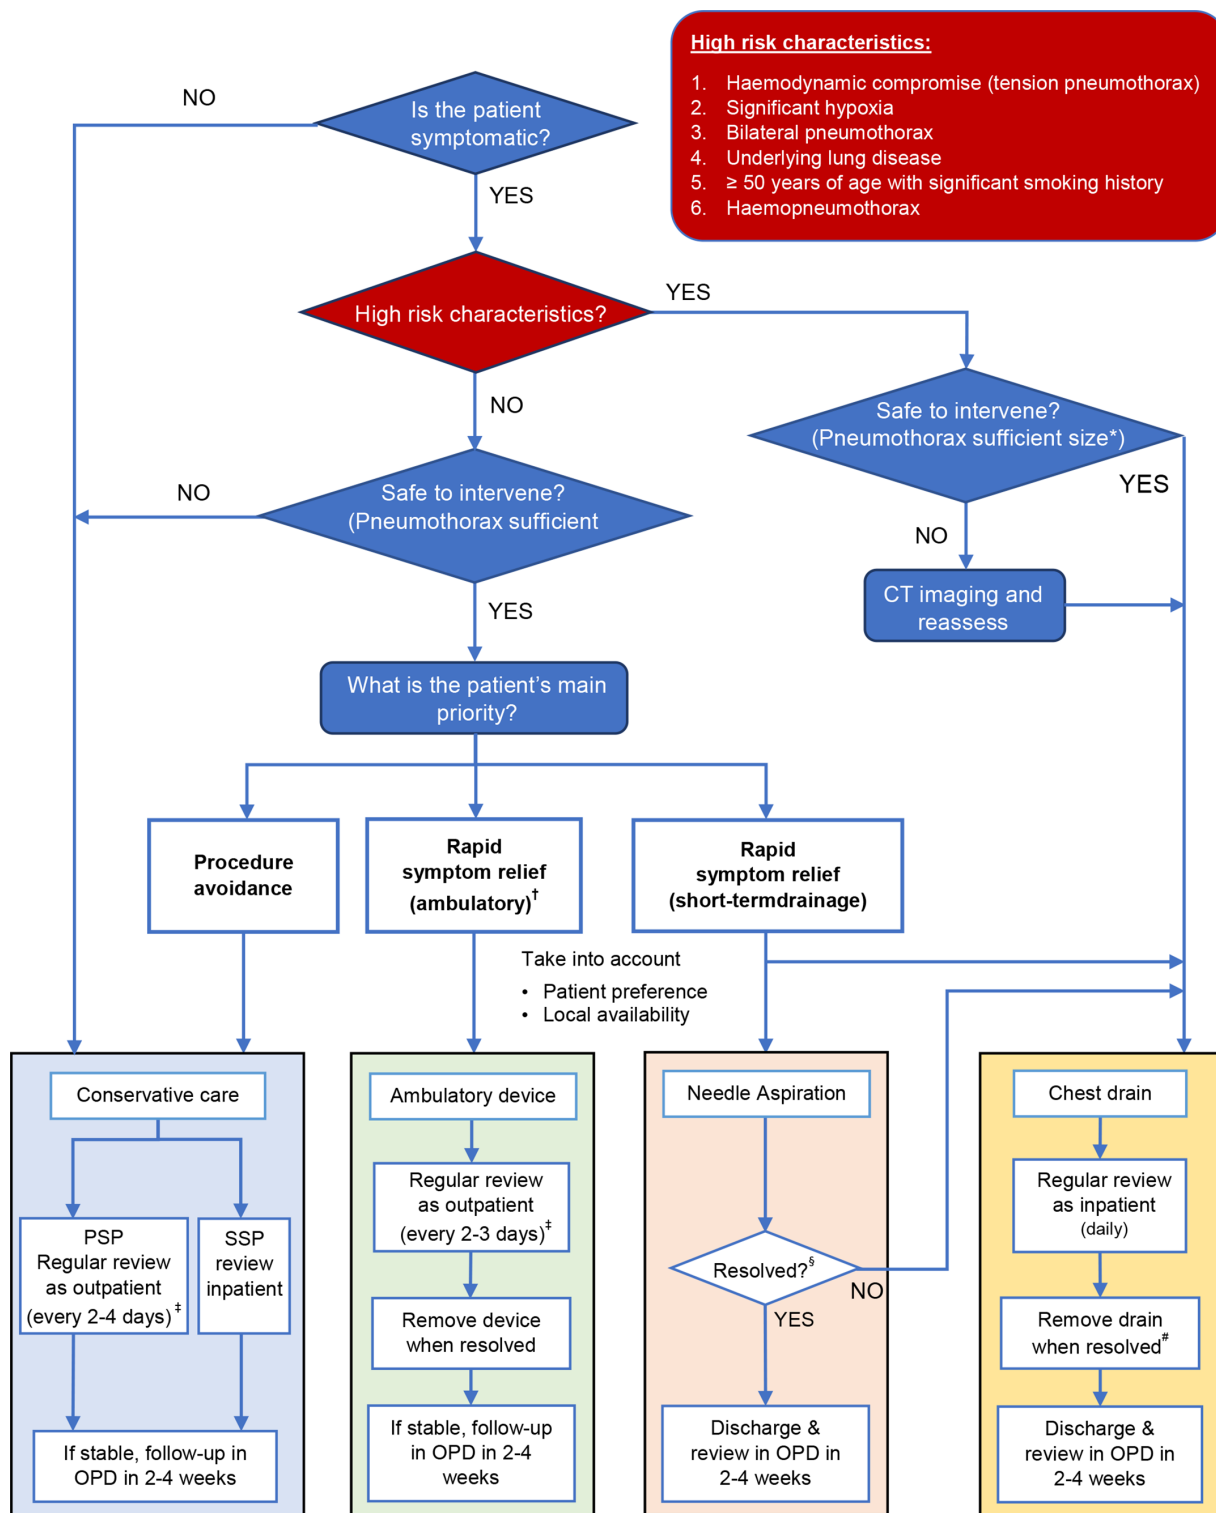 High risk characteristics:
1. Haemodynamic compromise (tension pneumothorax)
2. Significant hypoxia
3. Bilateral pneumothorax
4. Underlying lung disease
5. ≥ 50 years of age with significant smoking history
6. Haemopneumothorax
NO
Is the patient
symptomatic?
YES
High risk characteristics?
YES
NO
Safe to intervene?
(Pneumothorax sufficient size*)
YES
NO
Safe to intervene?
(Pneumothorax sufficient
NO
CT imaging and
reassess
YES
What is the patient's main
priority?
Procedure
avoidance
Rapid
symptom relief
(ambulatory)†
Rapid
symptom relief
(short-termdrainage)
Take into account
• Patient preference
• Local availability
Conservative care
PSP
Regular review
as outpatient
(every 2-4 days)‡
SSP
review
inpatient
If stable, follow-up in
OPD in 2-4 weeks
Ambulatory device
Regular review
as outpatient
(every 2-3 days)‡
Remove device
when resolved
If stable, follow-up
in OPD in 2-4
weeks
Needle Aspiration
Resolved?§
NO
YES
Discharge &
review in OPD in
2-4 weeks
Chest drain
Regular review
as inpatient
(daily)
Remove drain
when resolved#
Discharge &
review in OPD in
2-4 weeks